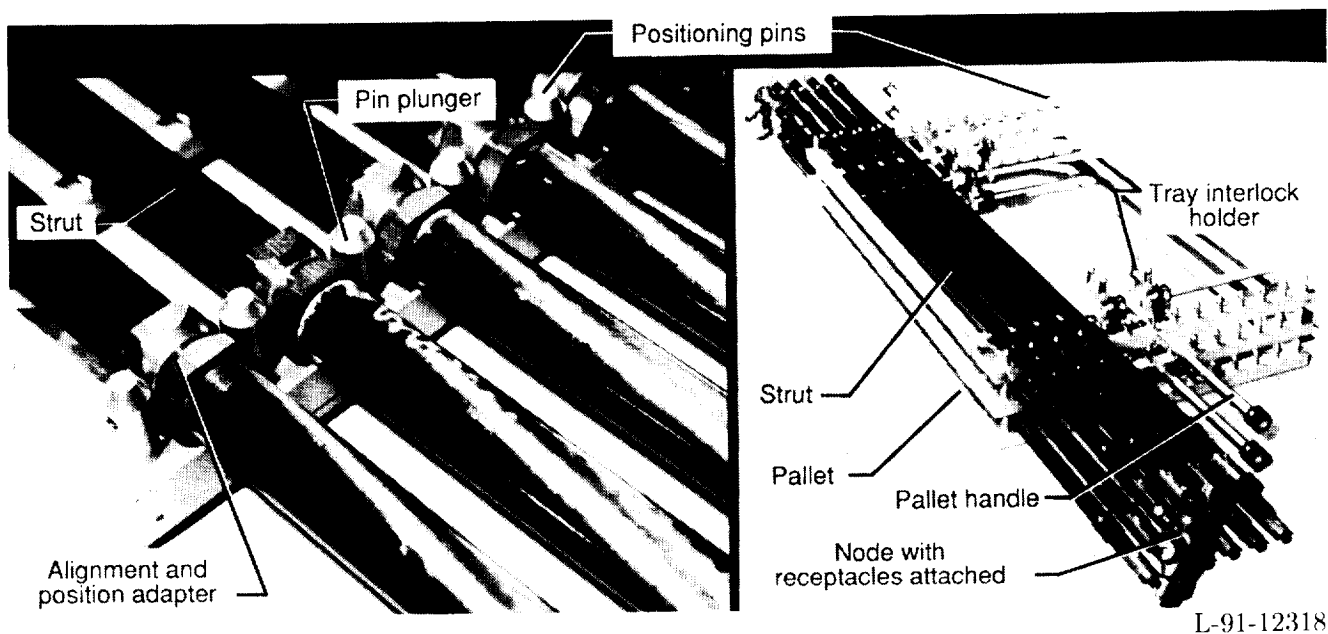 Positioning pins
Pin plunger
Strut
Alignment and
position adapter
Tray interlock
holder
Strut
Pallet
Pallet handle
Node with
receptacles attached
L-91-12318